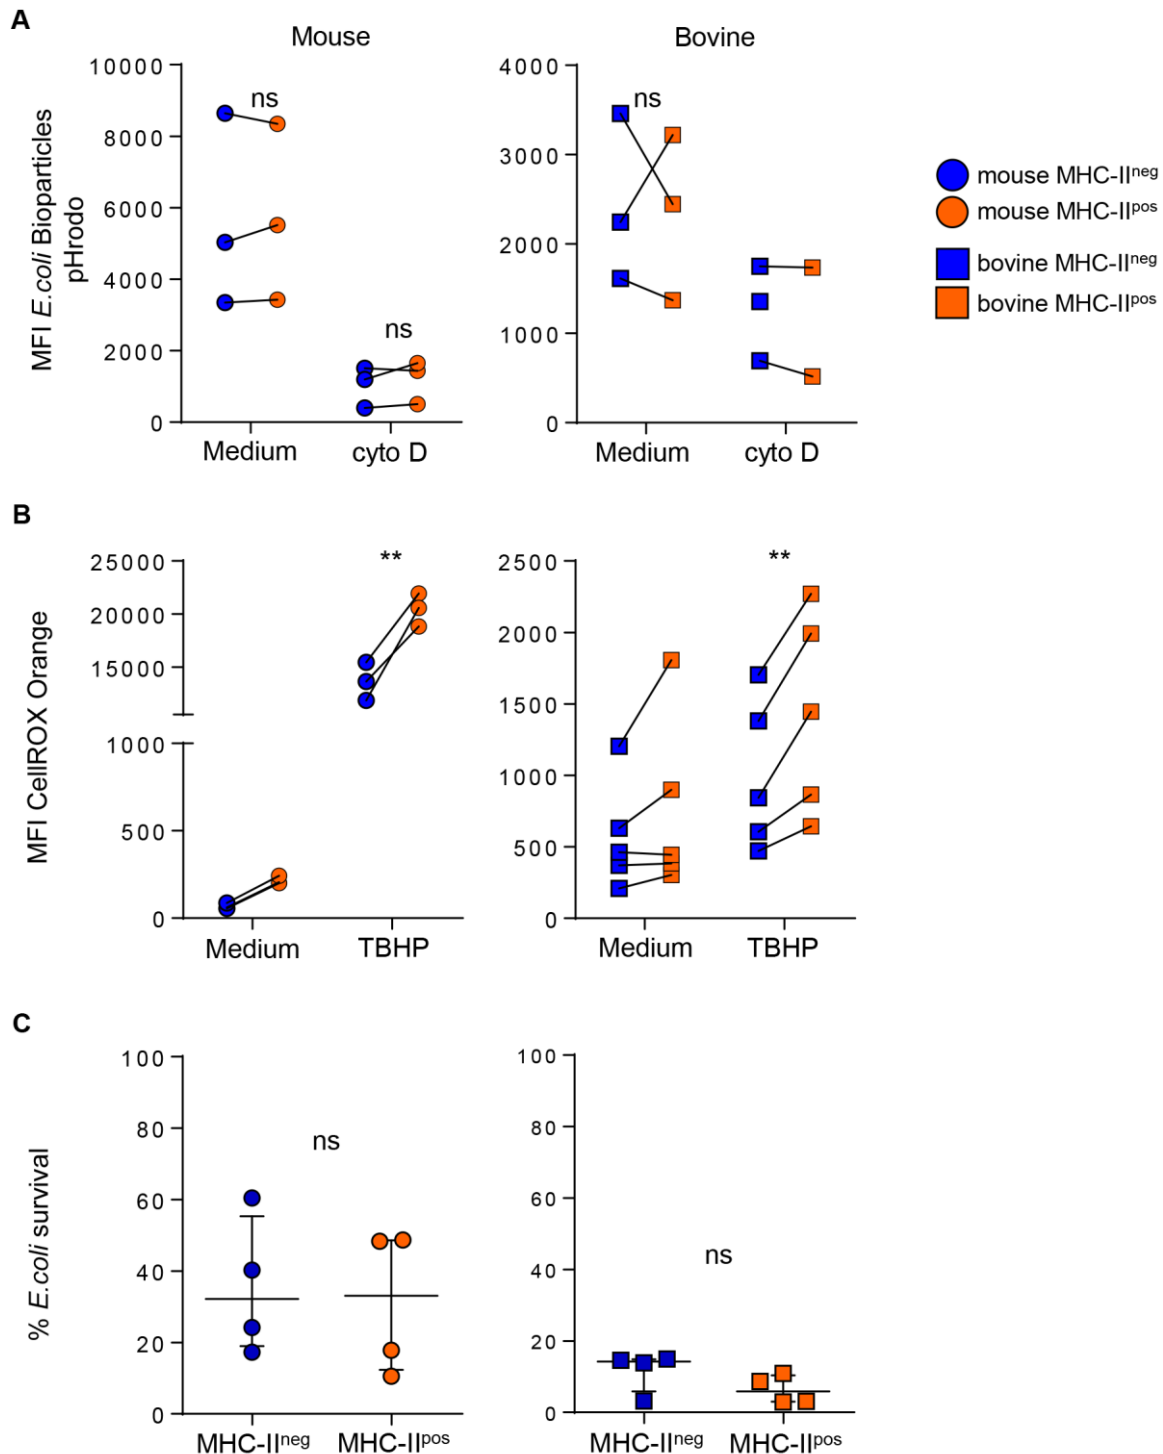 A
Mouse
Bovine
MFI E.coli Bioparticles
pHrodo
10000
8000
6000
4000
2000
0
ns
ns
Medium
cyto D
4000
3000
2000
1000
0
ns
Medium
cyto D
mouse MHC-IIneg
mouse MHC-IIpos
bovine MHC-IIneg
bovine MHC-IIpos
B
MFI CellROX Orange
25000
20000
15000
1000
500
0
**
Medium
TBHP
2500
2000
1500
1000
500
0
**
Medium
TBHP
C
% E.coli survival
100
80
60
40
20
0
ns
MHC-IIneg
MHC-IIpos
100
80
60
40
20
0
ns
MHC-IIneg
MHC-IIpos